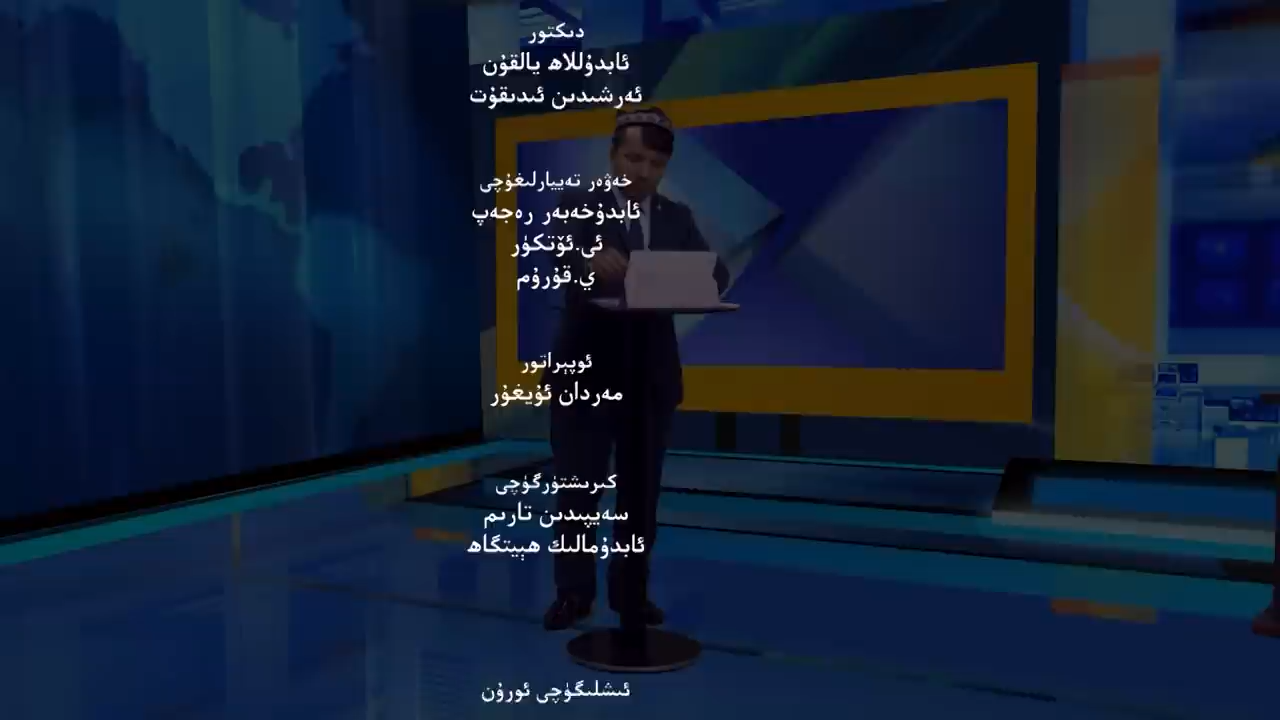 دىكتور
ئابدۇللاھ يالقۇن
ئەرشىدىن ئىدىقۇت
خەۋەر تەييارلىغۇچى
ئابدۇخەبەر رەجەپ
ئى.ئۆتكۈر
ي.قۇرۇم
ئوپېراتور
مەردان ئۇيغۇر
كىرىشتۈرگۈچى
سەيپىدىن تارىم
ئابدۇمالىك ھېيتگاھ
ئىشلىگۈچى ئورۇن